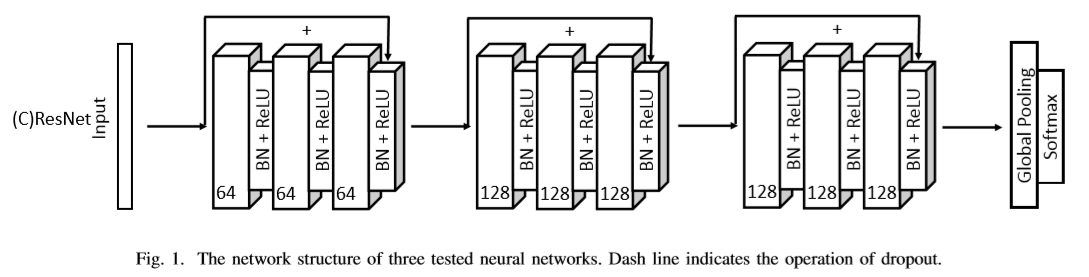 + + +
(C)ResNet
Input
64 BN + ReLU 64 BN + ReLU 64 BN + ReLU
128 BN + ReLU 128 BN + ReLU 128 BN + ReLU
128 BN + ReLU 128 BN + ReLU 128 BN + ReLU
Global Pooling
Softmax
Fig. 1. The network structure of three tested neural networks. Dash line indicates the operation of dropout.